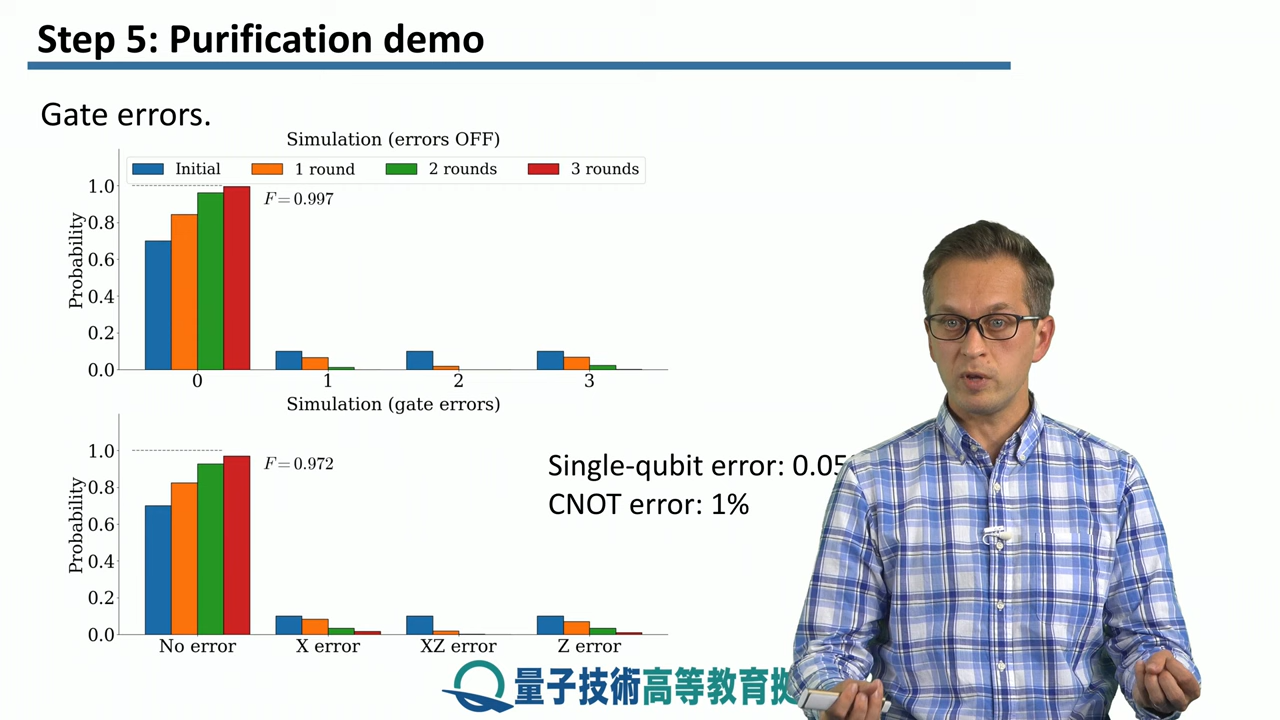 Step 5: Purification demo
Gate errors.
Simulation (errors OFF)
Initial 1 round 2 rounds 3 rounds
F = 0.997
Probability
1.0
0.8
0.6
0.4
0.2
0.0
0 1 2 3
Simulation (gate errors)
F = 0.972
Probability
1.0
0.8
0.6
0.4
0.2
0.0
No error X error XZ error Z error
Single-qubit error: 0.05
CNOT error: 1%
量子技術高等教育拠